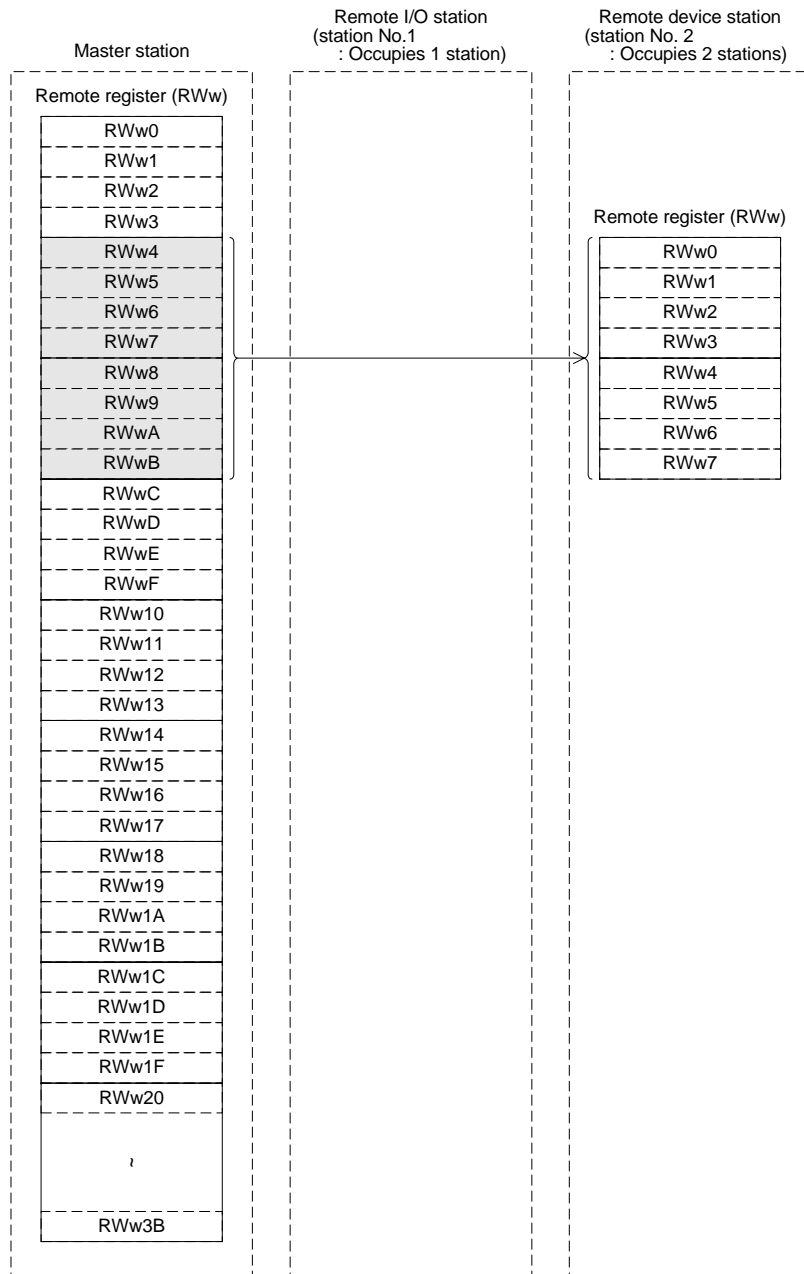 Master station
Remote I/O station
(station No.1
: Occupies 1 station)
Remote device station
(station No. 2
: Occupies 2 stations)
Remote register (RWw)
RWw0
RWw1
RWw2
RWw3
RWw4
RWw5
RWw6
RWw7
RWw8
RWw9
RWwA
RWwB
RWwC
RWwD
RWwE
RWwF
RWw10
RWw11
RWw12
RWw13
RWw14
RWw15
RWw16
RWw17
RWw18
RWw19
RWw1A
RWw1B
RWw1C
RWw1D
RWw1E
RWw1F
RWw20
~
RWw3B
Remote register (RWw)
RWw0
RWw1
RWw2
RWw3
RWw4
RWw5
RWw6
RWw7